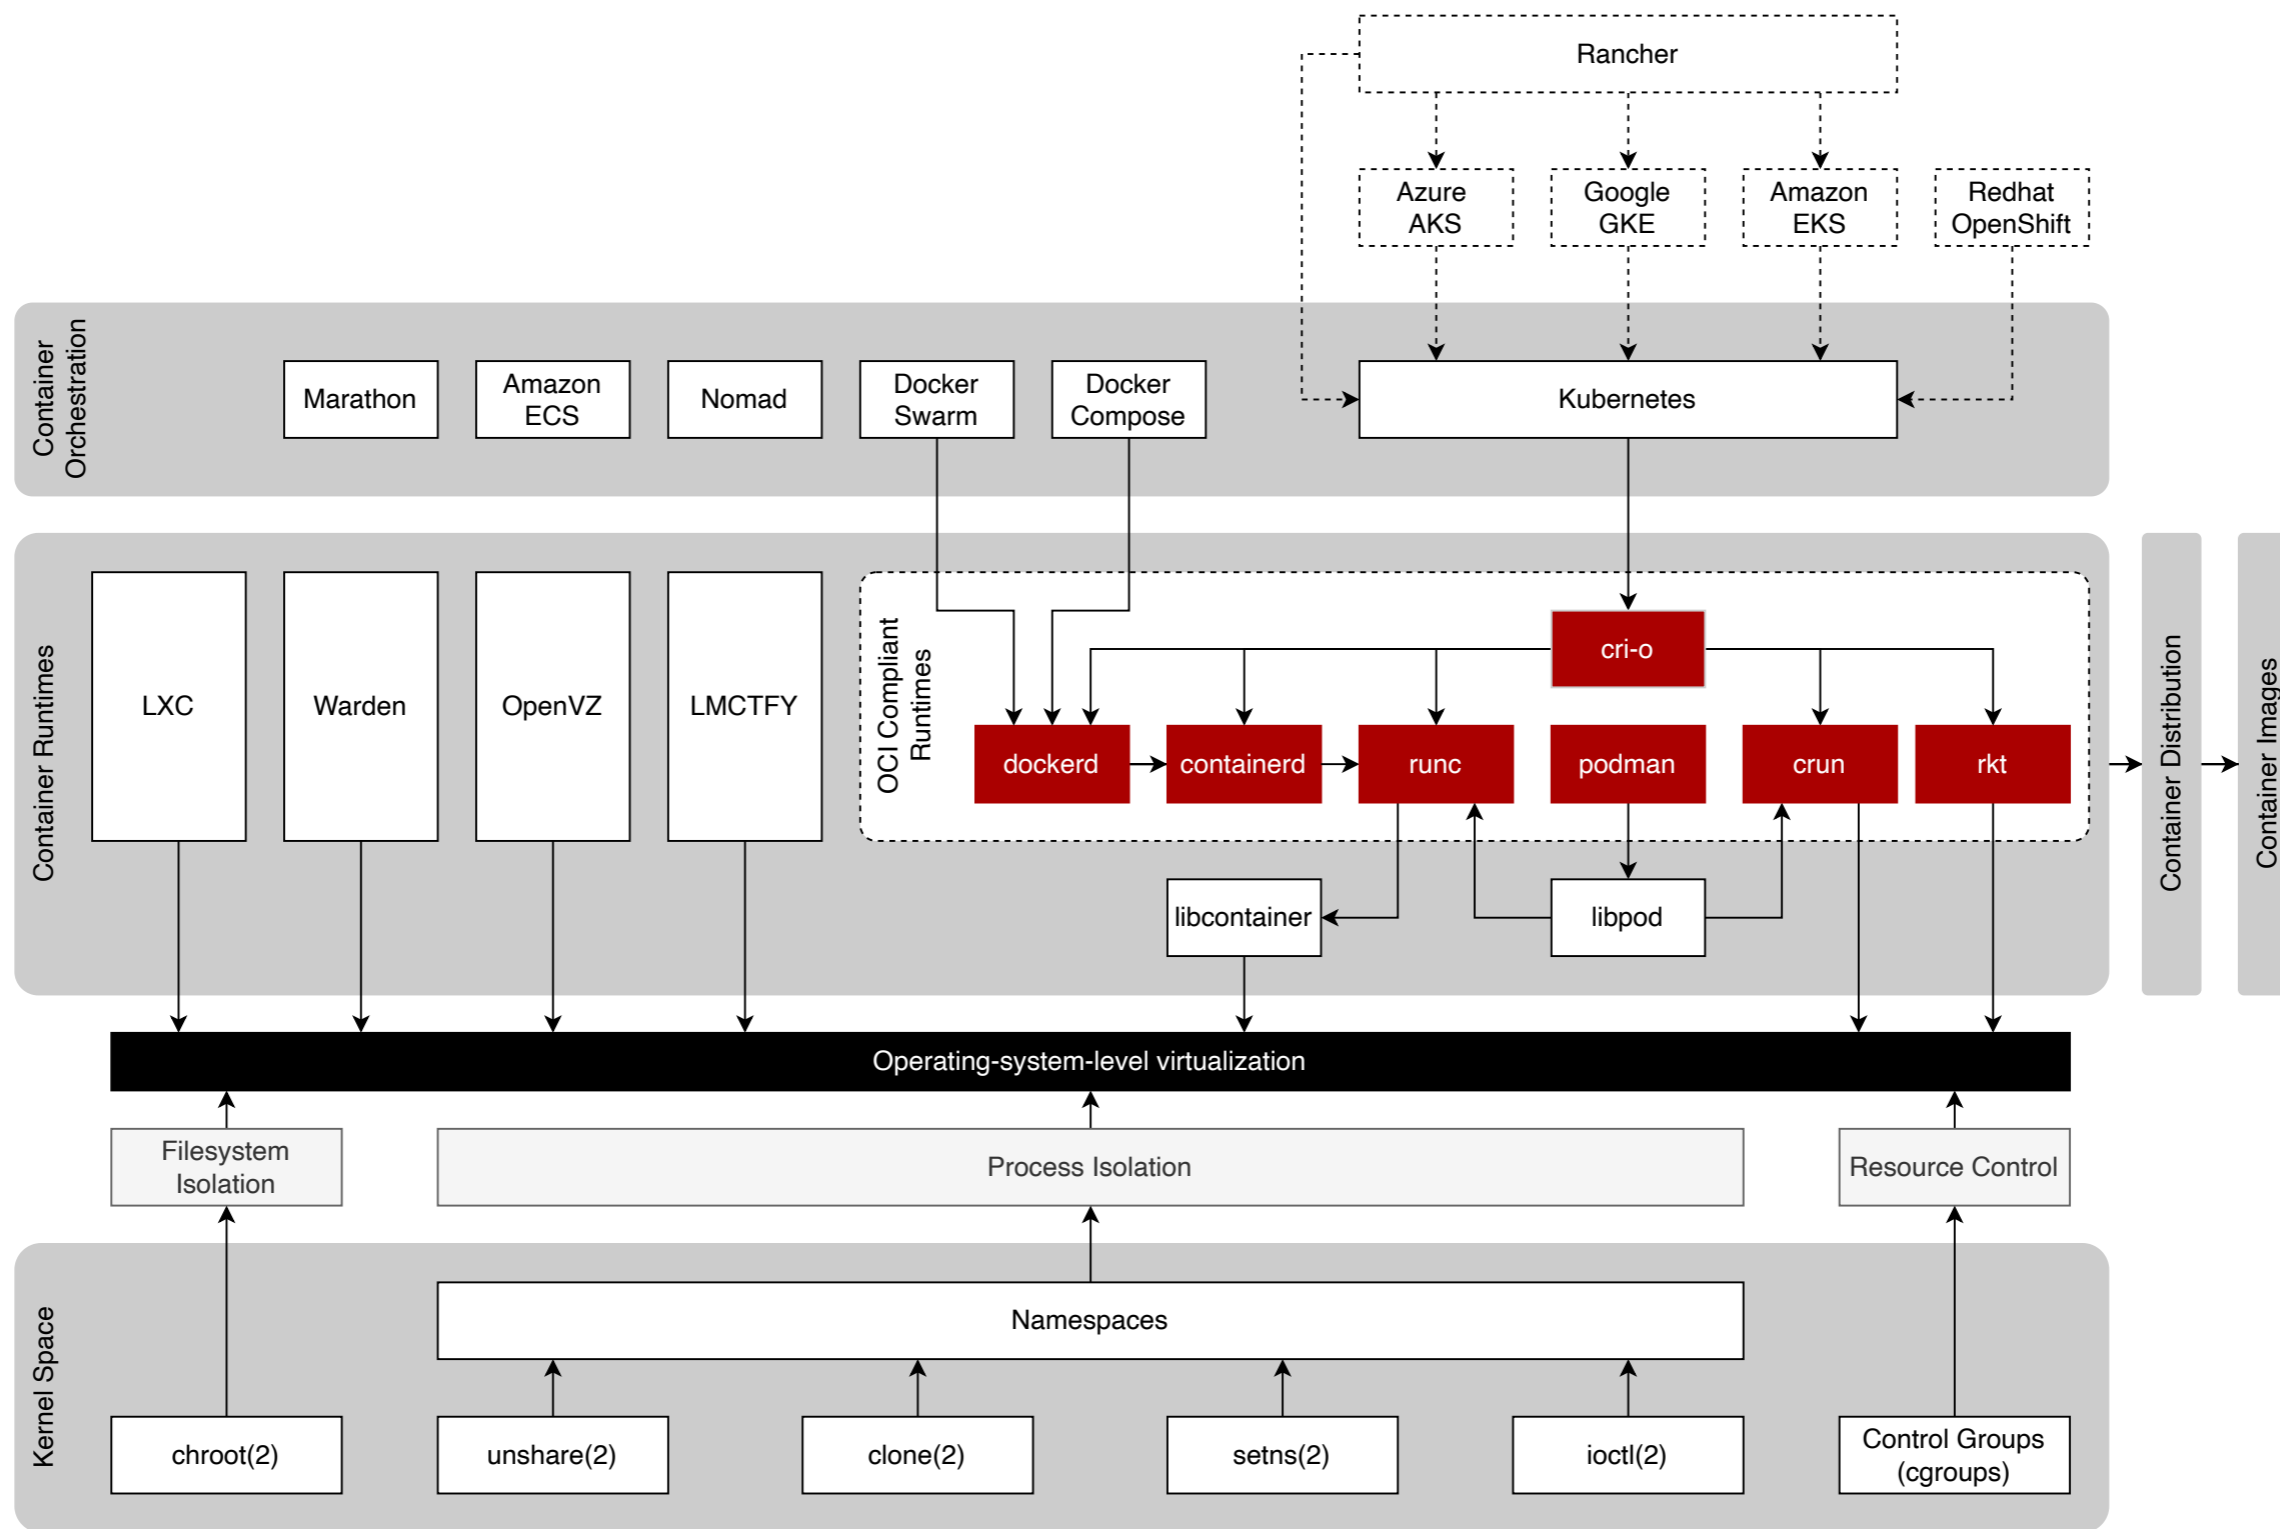 Rancher
Azure
AKS
Google
GKE
Amazon
EKS
Redhat
OpenShift
Container
Orchestration
Marathon
Amazon
ECS
Nomad
Docker
Swarm
Docker
Compose
Kubernetes
Container Runtimes
LXC
Warden
OpenVZ
LMCTFY
OCI Compliant
Runtimes
cri-o
dockerd
containerd
runc
podman
crun
rkt
libcontainer
libpod
Container Distribution
Container Images
Operating-system-level virtualization
Filesystem
Isolation
Process Isolation
Resource Control
Kernel Space
Namespaces
chroot(2)
unshare(2)
clone(2)
setns(2)
ioctl(2)
Control Groups
(cgroups)